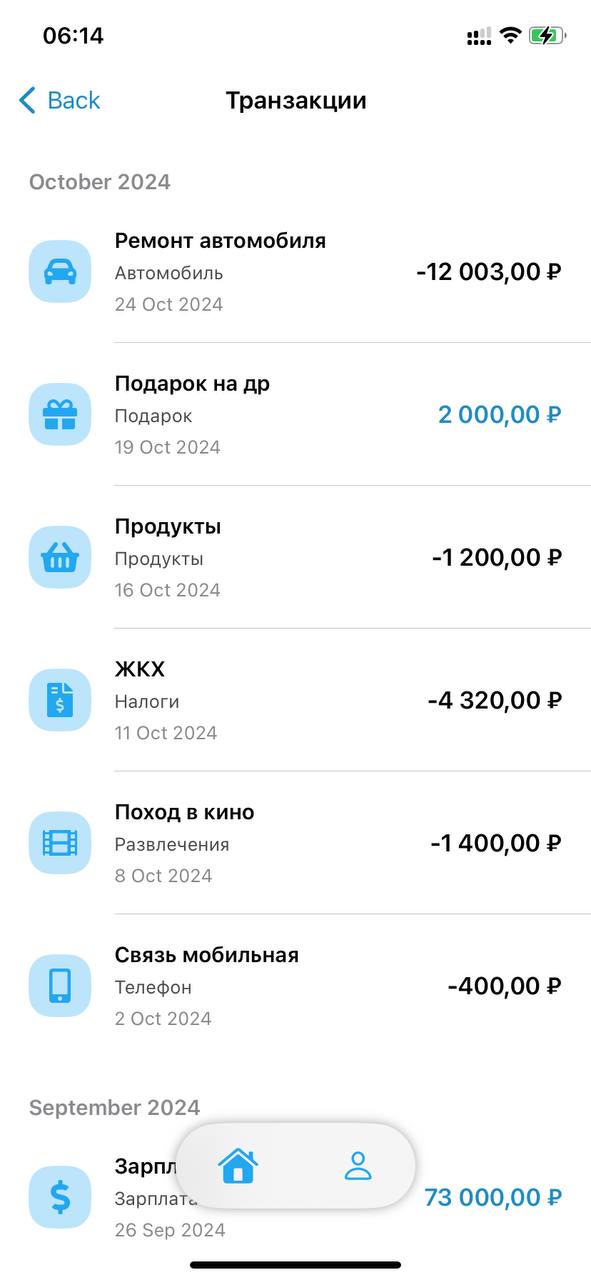 06:14
Back
Транзакции
October 2024
Ремонт автомобиля
Автомобиль
-12 003,00 ₽
24 Oct 2024
Подарок на др
Подарок
2 000,00 ₽
19 Oct 2024
Продукты
Продукты
-1 200,00 ₽
16 Oct 2024
ЖКХ
Налоги
-4 320,00 ₽
11 Oct 2024
Поход в кино
Развлечения
-1 400,00 ₽
8 Oct 2024
Связь мобильная
Телефон
-400,00 ₽
2 Oct 2024
September 2024
Зарпл
Зарплата
73 000,00 ₽
26 Sep 2024